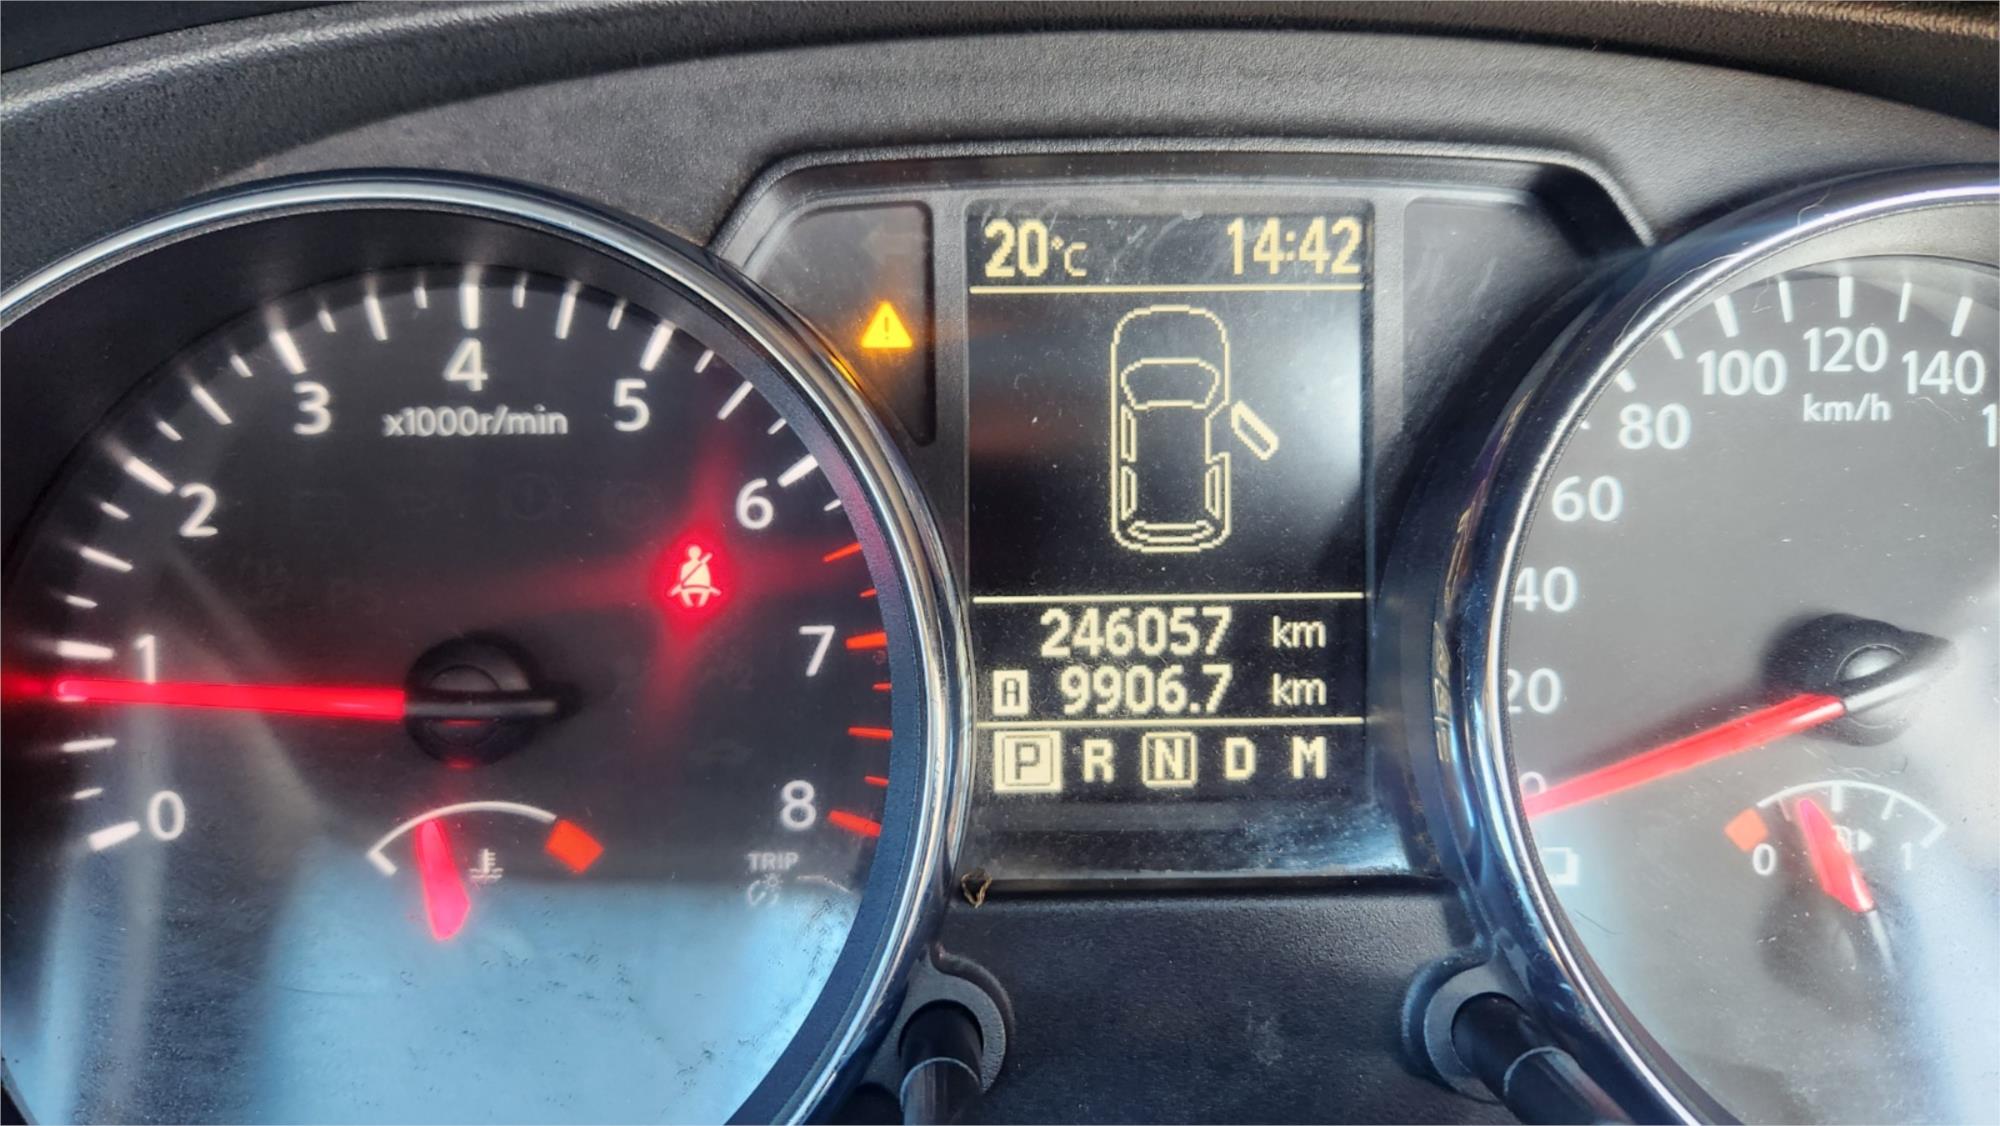 20°C 14:42
246057 km
A 9906.7 km
P R N D M
0 1 2 3 4 5 6 7 8
x1000r/min
TRIP
0 20 40 60 80 100 120 140
km/h
0 1